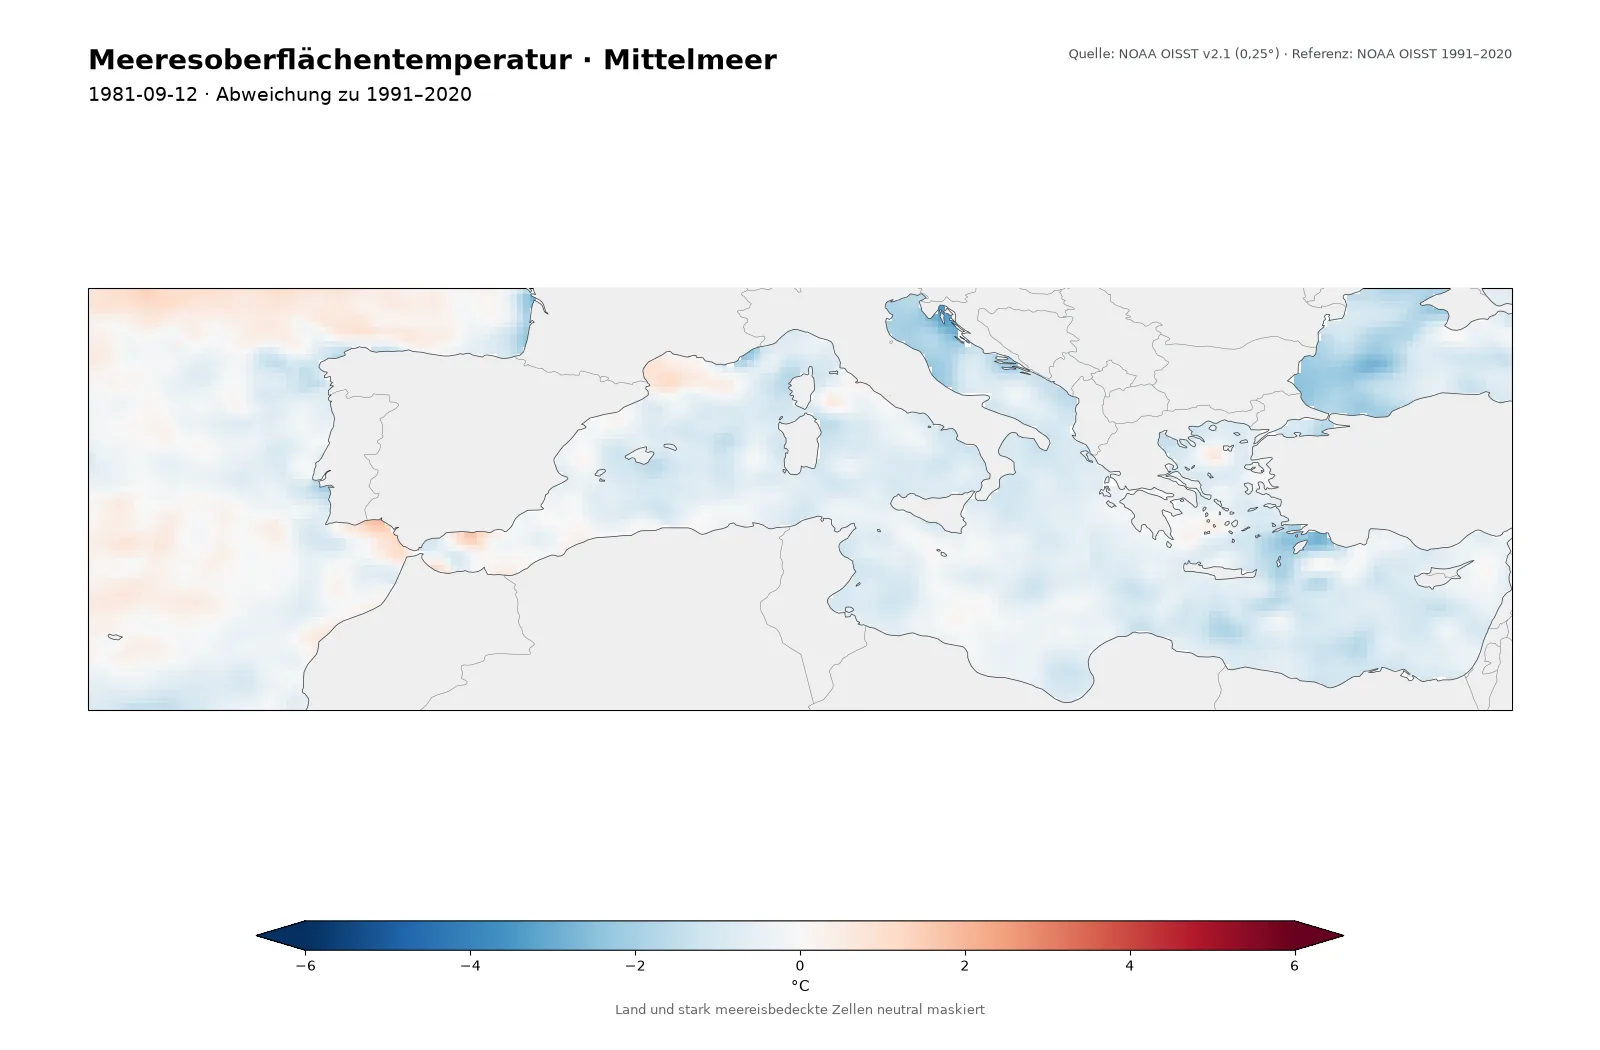 Meeresoberflächentemperatur · Mittelmeer
Quelle: NOAA OISST v2.1 (0,25°) · Referenz: NOAA OISST 1991–2020
1981-09-12 · Abweichung zu 1991–2020
−6 −4 −2 0 2 4 6
°C
Land und stark meereisbedeckte Zellen neutral maskiert